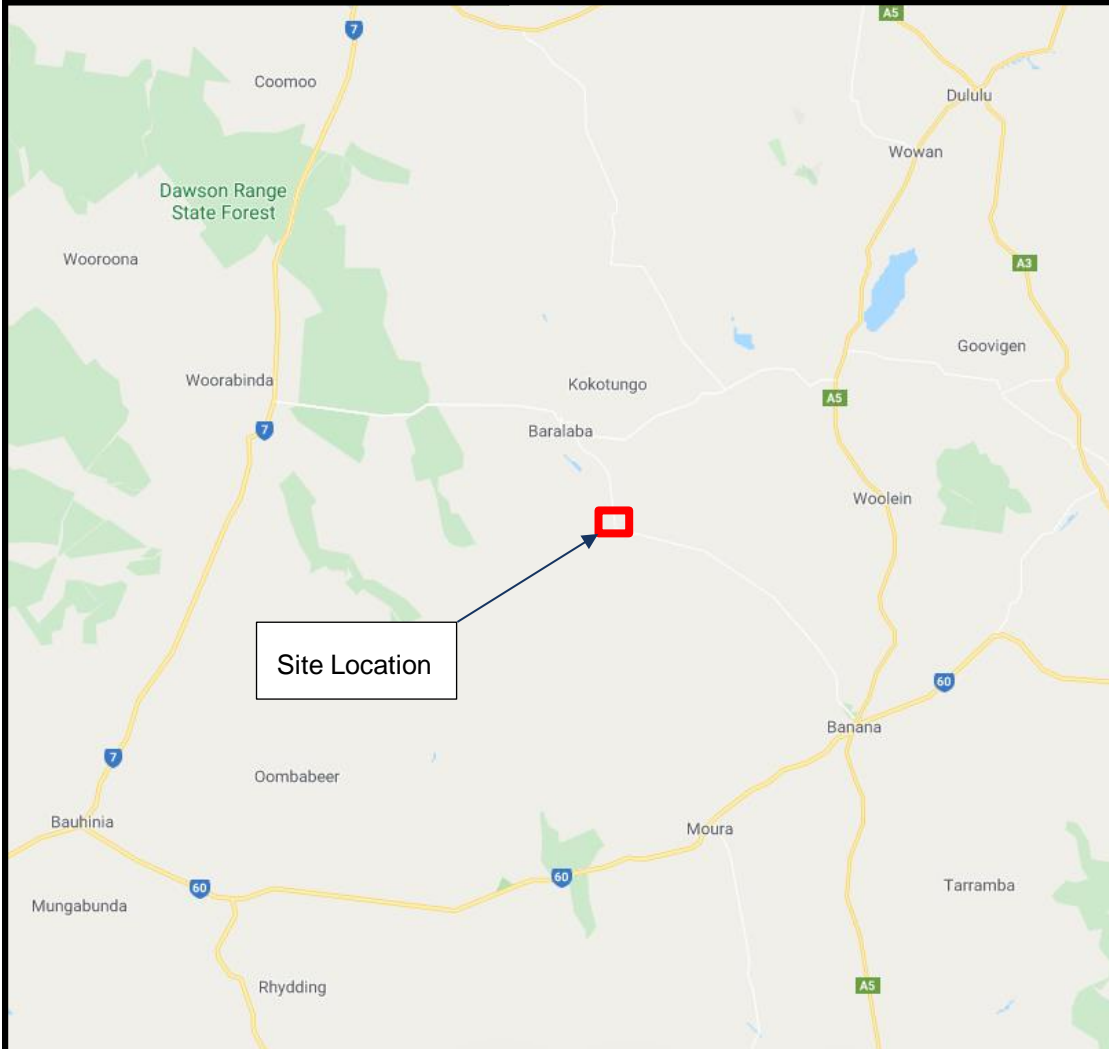 7
A5
Coomoo
Dululu
Wowan
Dawson Range
State Forest
Wooroona
A3
Goovigen
Woorabinda
Kokotungo
A5
7
Baralaba
Woolein
Site Location
60
Banana
7
Oombabeer
Bauhinia
Moura
60
60
Tarramba
Mungabunda
Rhydding
A5